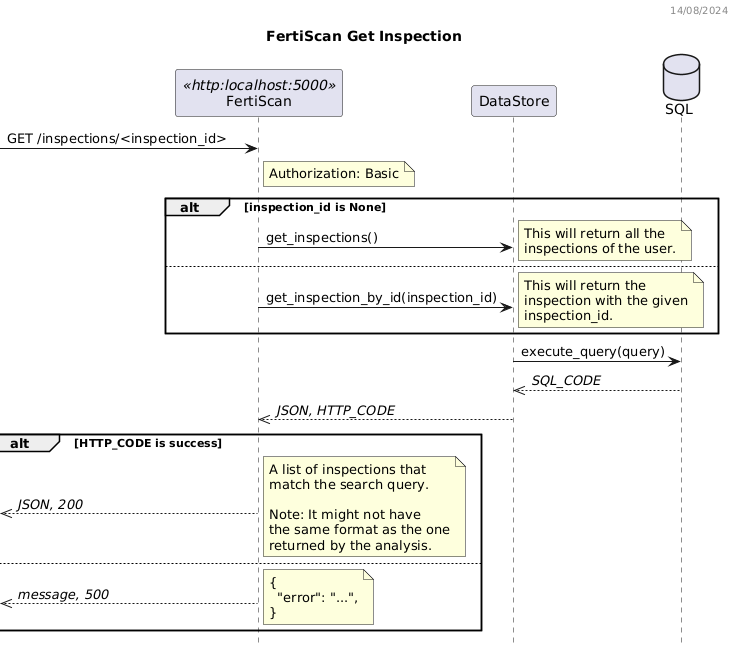 14/08/2024
FertiScan Get Inspection
«http:localhost:5000»
FertiScan
DataStore
SQL
GET /inspections/<inspection_id>
Authorization: Basic
alt
[inspection_id is None]
This will return all the
inspections of the user.
get_inspections()
This will return the
inspection with the given
inspection_id.
get_inspection_by_id(inspection_id)
execute_query(query)
SQL_CODE
JSON, HTTP_CODE
alt
[HTTP_CODE is success]
A list of inspections that
match the search query.
Note: It might not have
the same format as the one
returned by the analysis.
JSON, 200
{
"error": "...",
}
message, 500